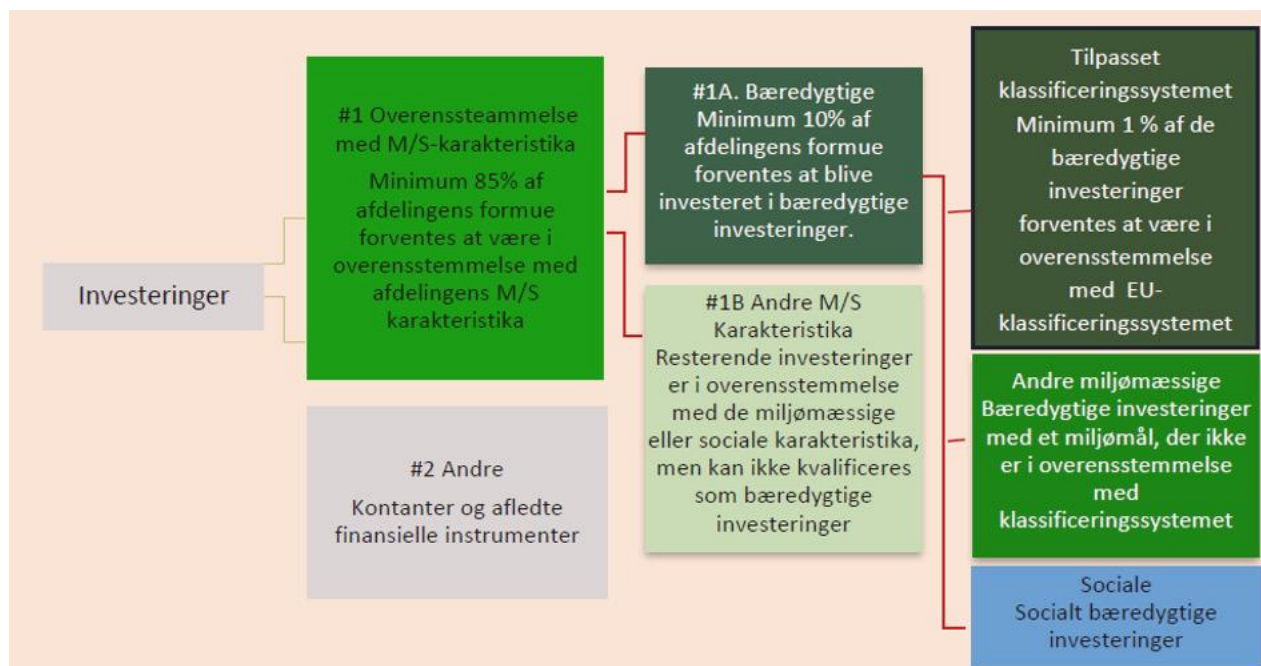 Investeringer
#1 Overenssteammelse
med M/S-karakteristika
Minimum 85% af
afdelingens formue
forventes at være i
overensstemmelse med
afdelingens M/S
karakteristika
#2 Andre
Kontanter og afledte
finansielle instrumenter
#1A. Bæredygtige
Minimum 10% af
afdelingens formue
forventes at blive
investeret i bæredygtige
investeringer.
#1B Andre M/S
Karakteristika
Resterende investeringer
er i overensstemmelse
med de miljømæssige
eller sociale karakteristika,
men kan ikke kvalificeres
som bæredygtige
investeringer
Tilpasset
klassificeringssystemet
Minimum 1 % af de
bæredygtige
investeringer
forventes at være i
overensstemmelse
med EU-
klassificeringssystemet
Andre miljømæssige
Bæredygtige investeringer
med et miljømål, der ikke
er i overensstemmelse
med
klassificeringssystemet
Sociale
Socialt bæredygtige
investeringer